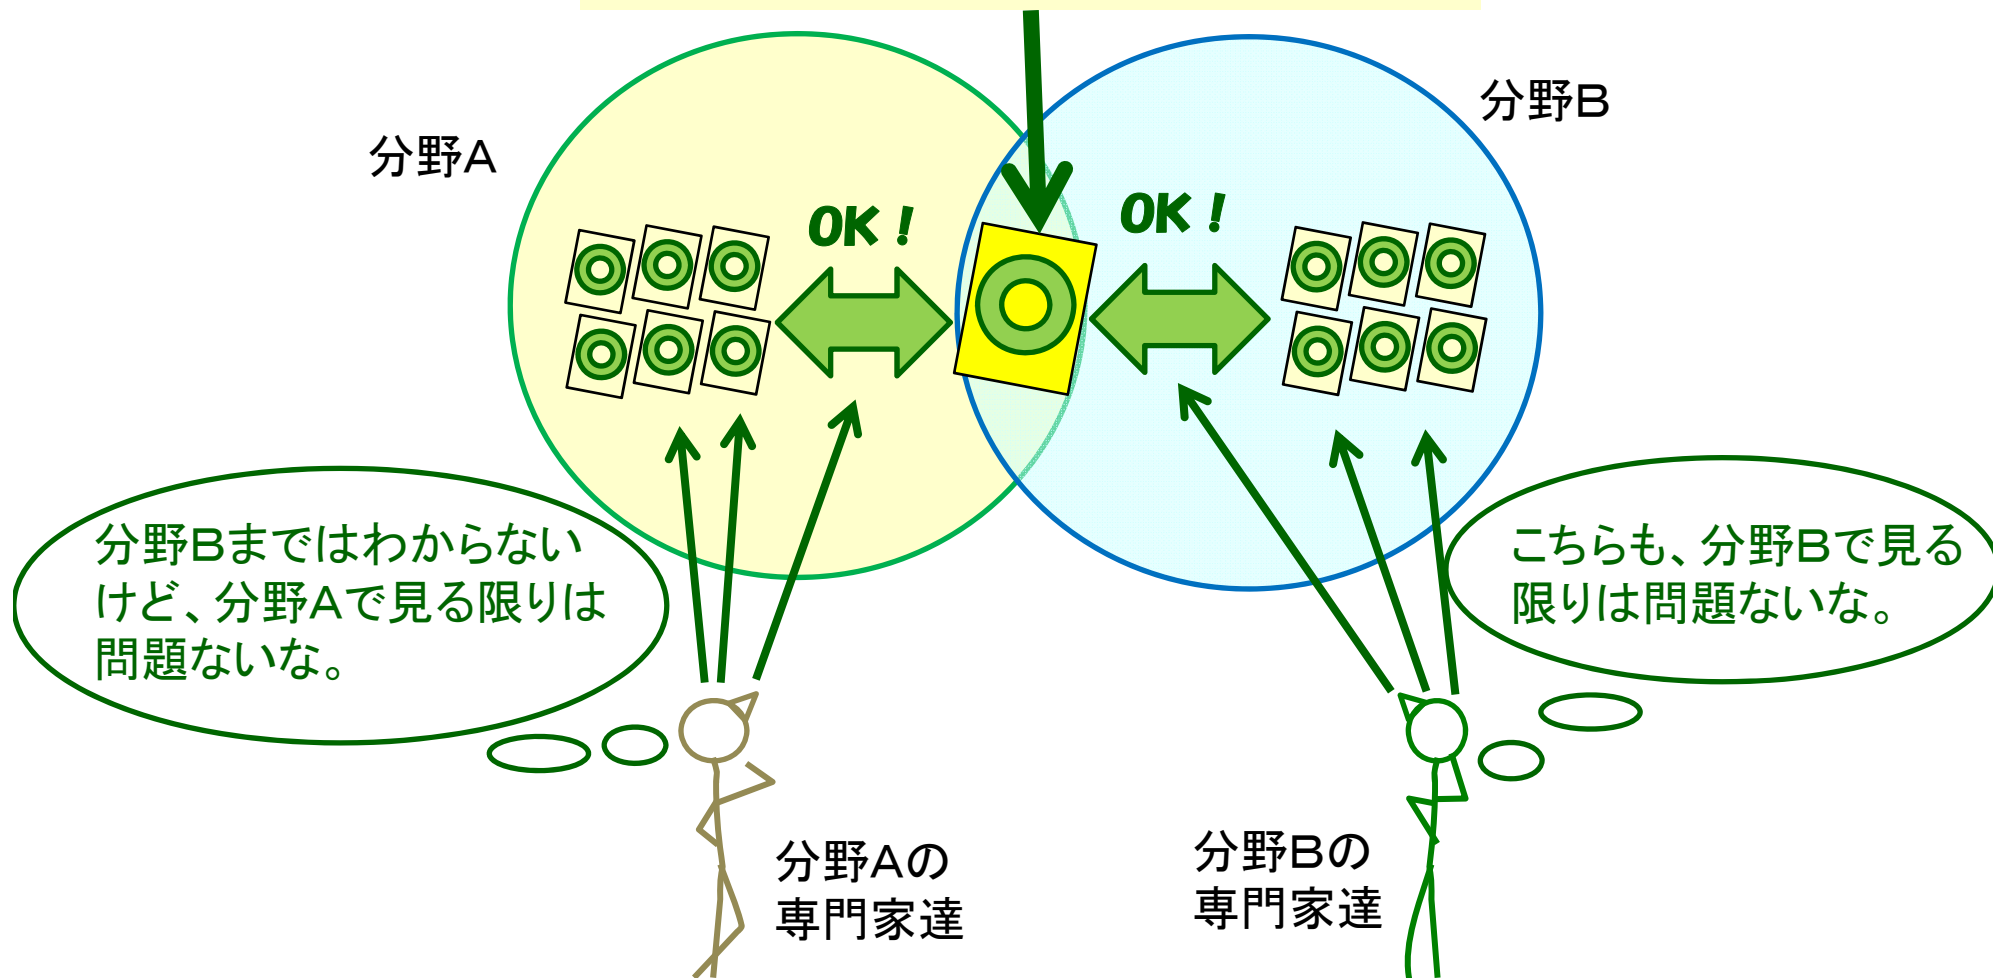 分野A
分野B
OK！
OK！
分野Bまではわからない
けど、分野Aで見る限りは
問題ないな。
こちらも、分野Bで見る
限りは問題ないな。
分野Aの
専門家達
分野Bの
専門家達